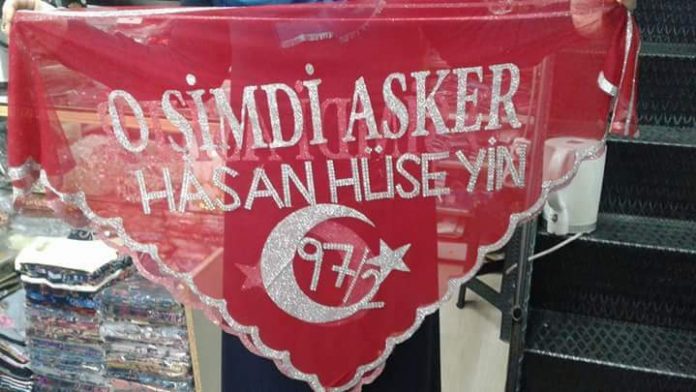 O ŞİMDİ ASKER
HASAN HÜSEYİN
97/2